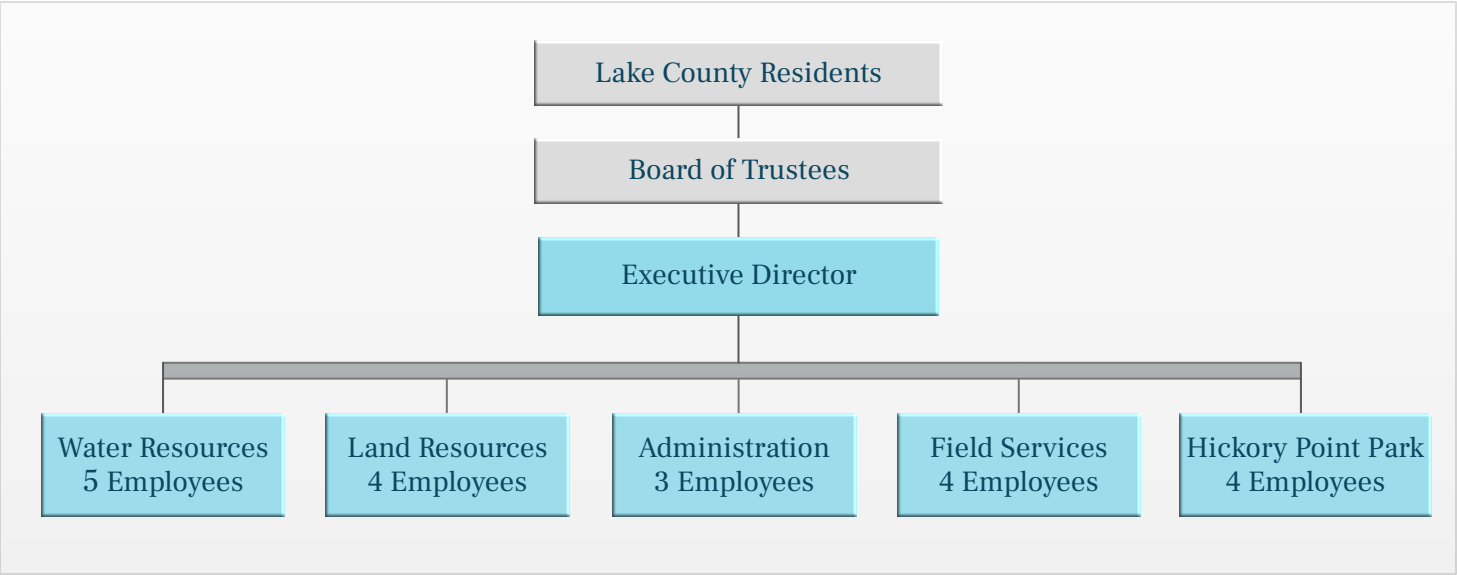 Lake County Residents
Board of Trustees
Executive Director
Water Resources
5 Employees
Land Resources
4 Employees
Administration
3 Employees
Field Services
4 Employees
Hickory Point Park
4 Employees